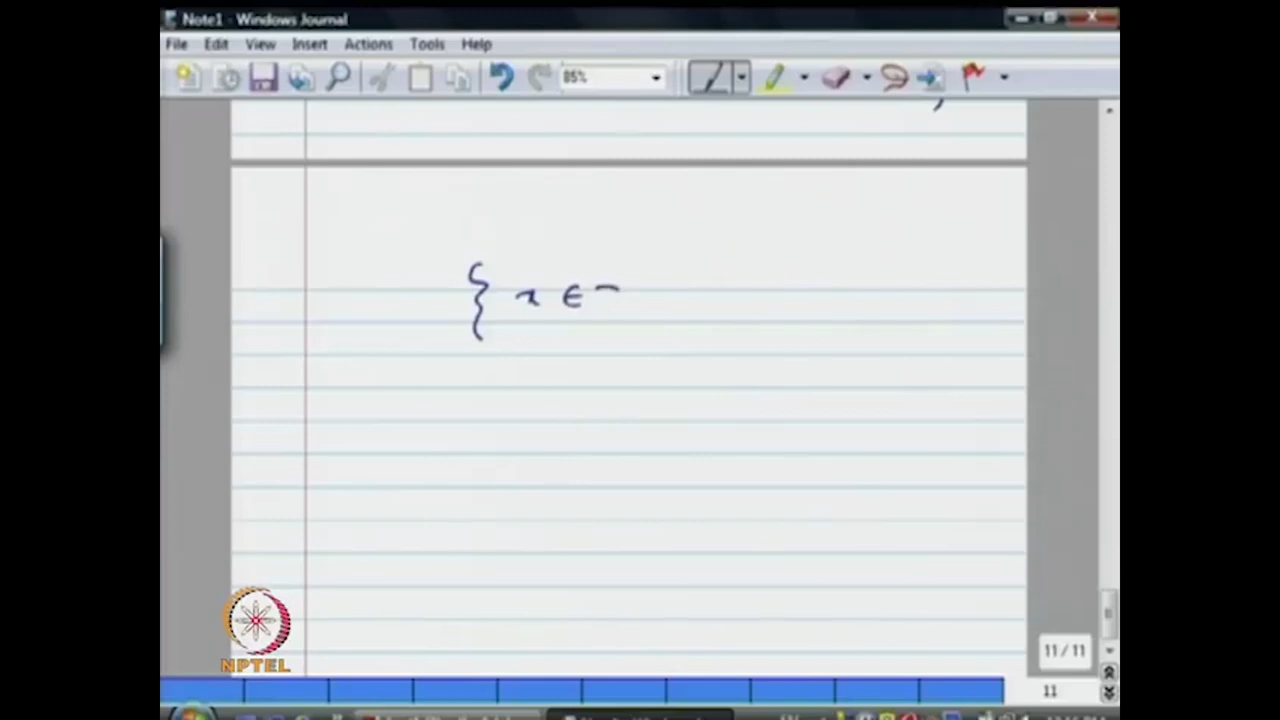 Note1 - Windows Journal
File Edit View Insert Actions Tools Help
85%
{ x ∈
11 / 11
NPTEL
11